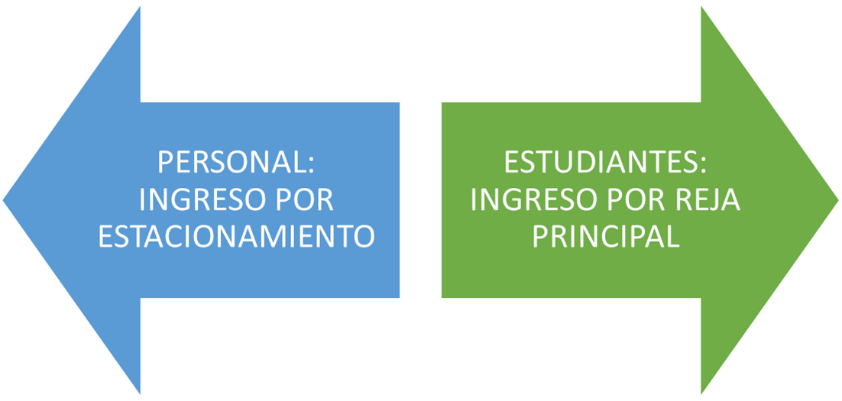 PERSONAL:
INGRESO POR
ESTACIONAMIENTO
ESTUDIANTES:
INGRESO POR REJA
PRINCIPAL